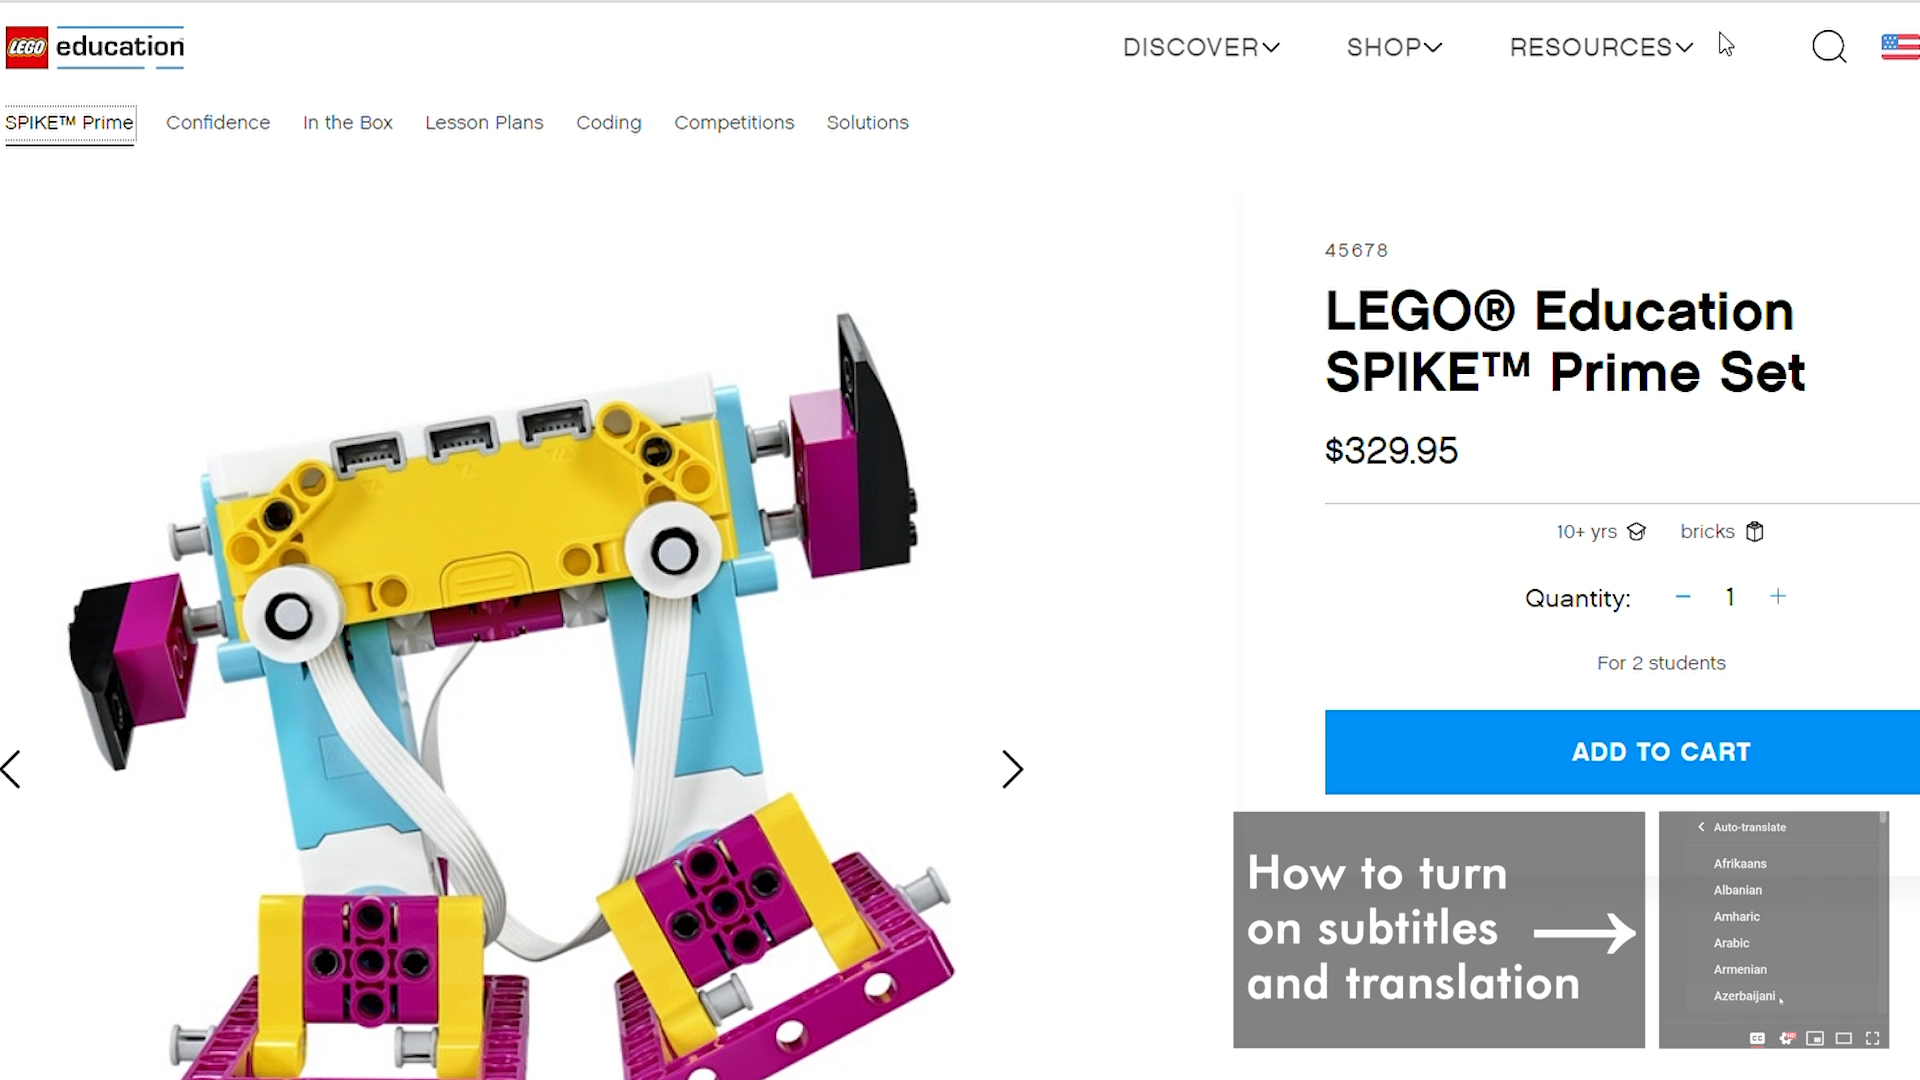 LEGO education
DISCOVER
SHOP
RESOURCES
SPIKE™ Prime
Confidence
In the Box
Lesson Plans
Coding
Competitions
Solutions
45678
LEGO® Education
SPIKE™ Prime Set
$329.95
10+ yrs
bricks
Quantity:
1
For 2 students
ADD TO CART
How to turn
on subtitles
and translation
Auto-translate
Afrikaans
Albanian
Amharic
Arabic
Armenian
Azerbaijani
CC
HD